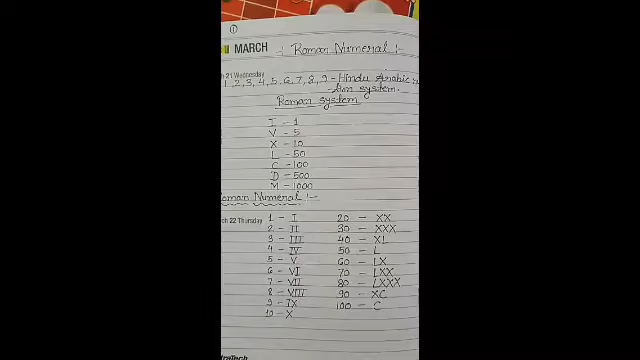 1
MARCH :- Roman Numeral :-
21 Wednesday
1, 2, 3, 4, 5, 6, 7, 8, 9 - Hindu Arabic
system.
Roman system
I - 1
V - 5
X - 10
L - 50
C - 100
D - 500
M - 1000
Roman Numeral :-
22 Thursday
1 - I 20 - XX
2 - II 30 - XXX
3 - III 40 - XL
4 - IV 50 - L
5 - V 60 - LX
6 - VI 70 - LXX
7 - VII 80 - LXXX
8 - VIII 90 - XC
9 - IX 100 - C
10 - X